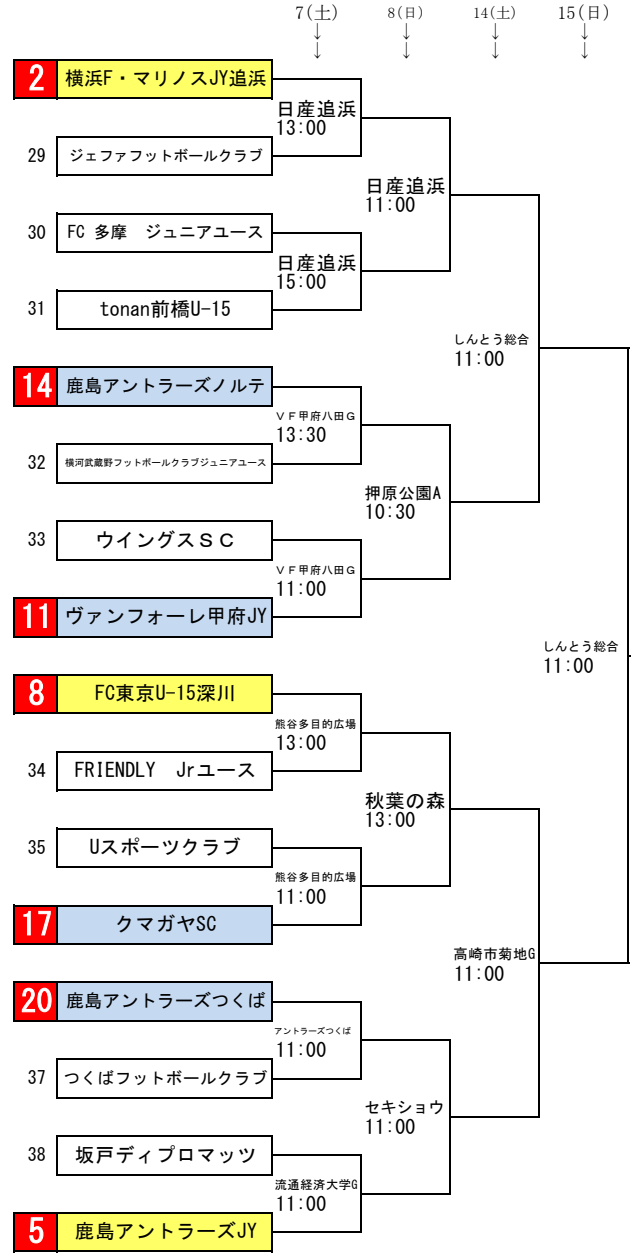 7(土) 8(日) 14(土) 15(日)
↓ ↓ ↓ ↓
↓ ↓ ↓ ↓
2 横浜F・マリノスJY追浜
日産追浜
13:00
29 ジェファフットボールクラブ
日産追浜
11:00
30 FC 多摩 ジュニアユース
日産追浜
15:00
31 tonan前橋U-15
しんとう総合
11:00
14 鹿島アントラーズノルテ
VF甲府八田G
13:30
32 横河武蔵野フットボールクラブジュニアユース
押原公園A
10:30
33 ウイングスSC
VF甲府八田G
11:00
11 ヴァンフォーレ甲府JY
しんとう総合
11:00
8 FC東京U-15深川
熊谷多目的広場
13:00
34 FRIENDLY Jrユース
秋葉の森
13:00
35 Uスポーツクラブ
熊谷多目的広場
11:00
17 クマガヤSC
高崎市菊地G
11:00
20 鹿島アントラーズつくば
アントラーズつくば
11:00
37 つくばフットボールクラブ
セキショウ
11:00
38 坂戸ディプロマッツ
流通経済大学G
11:00
5 鹿島アントラーズJY